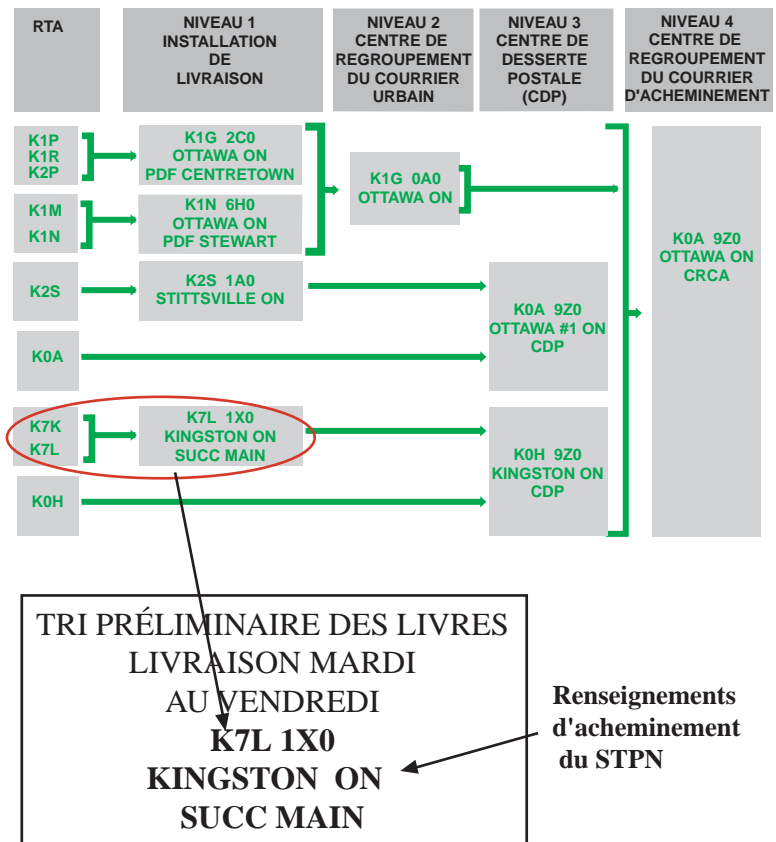 RTA
NIVEAU 1
INSTALLATION
DE
LIVRAISON
NIVEAU 2
CENTRE DE
REGROUPEMENT
DU COURRIER
URBAIN
NIVEAU 3
CENTRE DE
DESSERTE
POSTALE
(CDP)
NIVEAU 4
CENTRE DE
REGROUPEMENT
DU COURRIER
D'ACHEMINEMENT
K1P
K1R
K2P
K1G 2C0
OTTAWA ON
PDF CENTRETOWN
K1M
K1N
K1N 6H0
OTTAWA ON
PDF STEWART
K1G 0A0
OTTAWA ON
K2S
K2S 1A0
STITTSVILLE ON
K0A
K0A 9Z0
OTTAWA #1 ON
CDP
K7K
K7L
K7L 1X0
KINGSTON ON
SUCC MAIN
K0H
K0H 9Z0
KINGSTON ON
CDP
K0A 9Z0
OTTAWA ON
CRCA
TRI PRÉLIMINAIRE DES LIVRES
LIVRAISON MARDI
AU VENDREDI
K7L 1X0
KINGSTON ON
SUCC MAIN
Renseignements
d'acheminement
du STPN